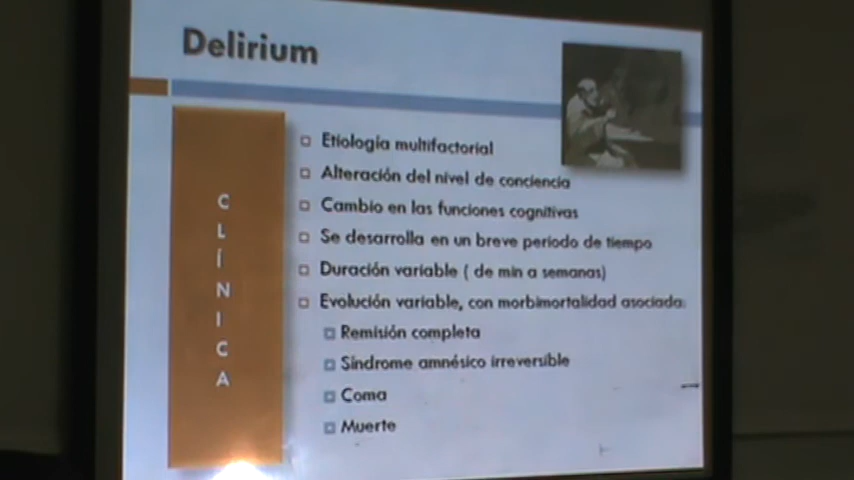 Delirium
CLÍNICA
Etiología multifactorial
Alteración del nivel de conciencia
Cambio en las funciones cognitivas
Se desarrolla en un breve periodo de tiempo
Duración variable ( de min a semanas)
Evolución variable, con morbimortalidad asociada:
Remisión completa
Síndrome amnésico irreversible
Coma
Muerte